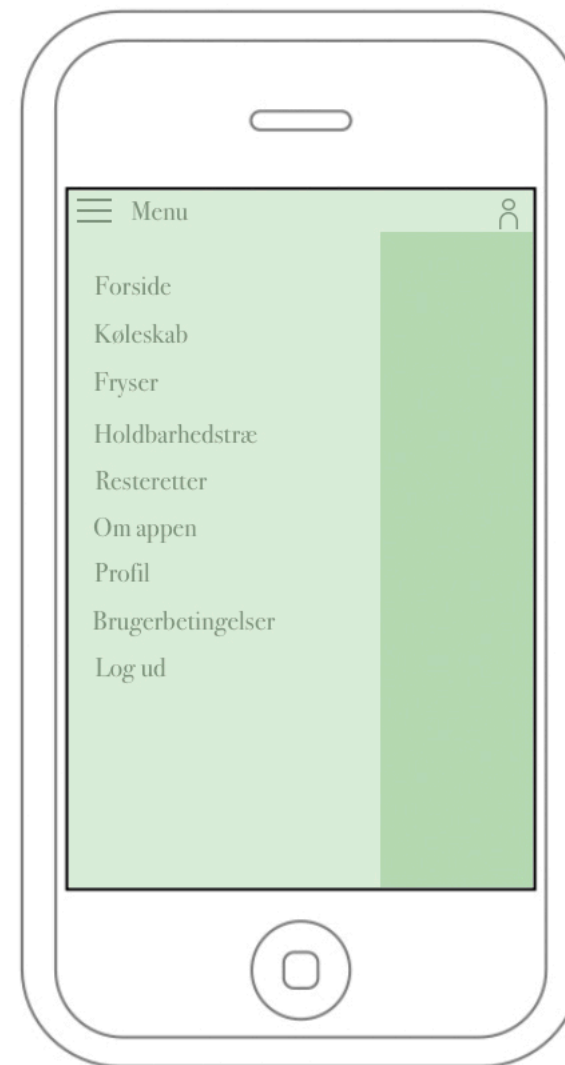 Menu
Forside
Køleskab
Fryser
Holdbarhedstræ
Resteretter
Om appen
Profil
Brugerbetingelser
Log ud